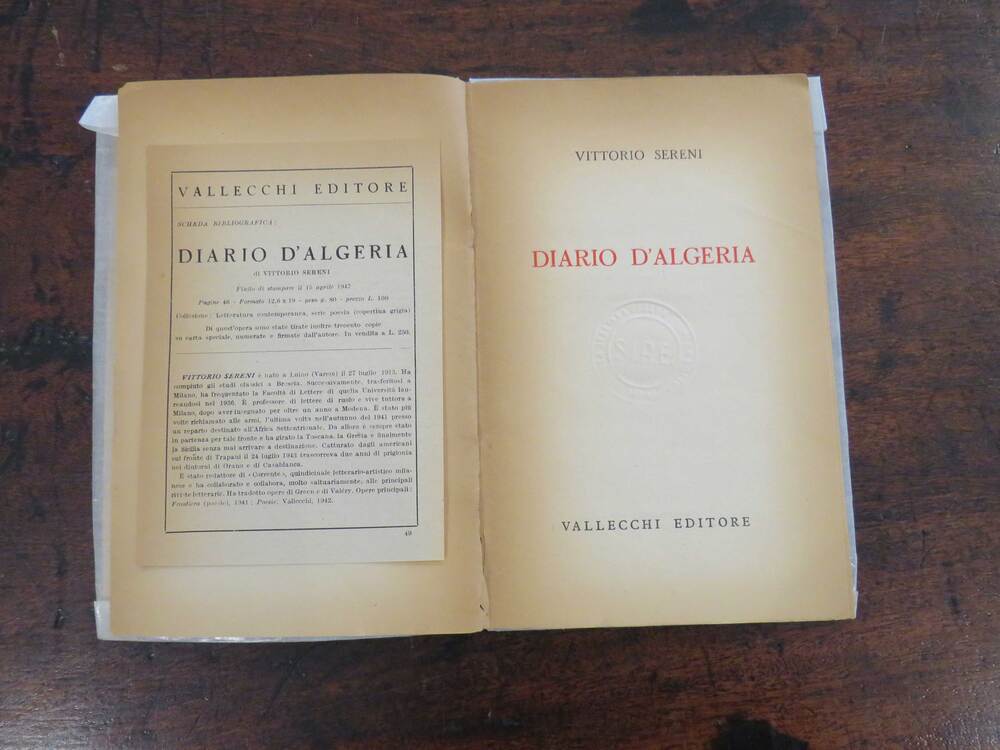 VALLECCHI EDITORE
SCHEDA BIBLIOGRAFICA:
DIARIO D'ALGERIA
di VITTORIO SERENI
Finito di stampare il 15 aprile 1947
Pagine 48 - Formato 12,6 x 19 - peso g. 80 - prezzo L. 100
Collezione: Letteratura contemporanea, serie poesia (copertina grigia)
Di quest'opera sono state tirate inoltre trecento copie
su carta speciale, numerate e firmate dall'autore. In vendita a L. 250.
VITTORIO SERENI è nato a Luino (Varese) il 27 luglio 1913. Ha
compiuto gli studi classici a Brescia. Successivamente, trasferitosi a
Milano, ha frequentato la Facoltà di Lettere di quella Università lau-
reandosi nel 1936. È professore di lettere di ruolo e vive tuttora a
Milano, dopo aver insegnato per oltre un anno a Modena. È stato più
volte richiamato alle armi, l'ultima volta nell'autunno del 1941 presso
un reparto destinato all'Africa Settentrionale. Da allora è sempre stato
in partenza per tale fronte e ha girato la Toscana, la Grecia e finalmente
la Sicilia senza mai arrivare a destinazione. Catturato dagli americani
sul fronte di Trapani il 24 luglio 1943 trascorreva due anni di prigionia
nei dintorni di Orano e di Casablanca.
È stato redattore di «Corrente», quindicinale letterario-artistico mila-
nese e ha collaborato e collabora, molto saltuariamente, alle principali
riviste letterarie. Ha tradotto opere di Green e di Valéry. Opere principali:
Frontiera (poesie), 1941; Poesie, Vallecchi, 1942.
49
VITTORIO SERENI
DIARIO D'ALGERIA
VALLECCHI EDITORE